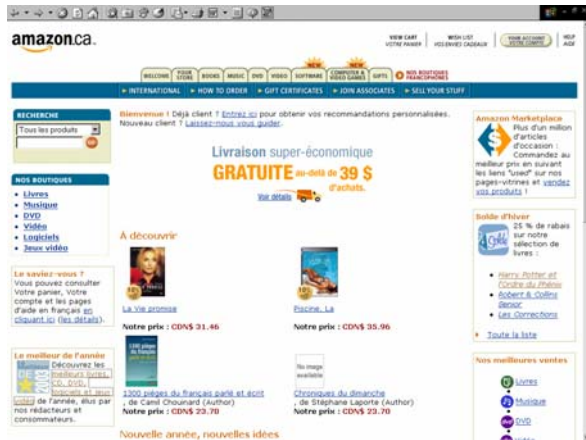 amazon.ca
VIEW CART
VOTRE PANIER
WISH LIST
VOS ENVIES CADEAUX
YOUR ACCOUNT
VOTRE COMPTE
HELP
AIDE
WELCOME
YOUR STORE
BOOKS
MUSIC
DVD
VIDEO
SOFTWARE
NEW
COMPUTER & VIDEO GAMES
GIFTS
NOS BOUTIQUES FRANCOPHONES
INTERNATIONAL
HOW TO ORDER
GIFT CERTIFICATES
JOIN ASSOCIATES
SELL YOUR STUFF
RECHERCHE
Tous les produits
NOS BOUTIQUES
Livres
Musique
DVD
Vidéo
Logiciels
Jeux vidéo
Le saviez-vous ?
Vous pouvez consulter
Votre panier, Votre
compte et les pages
d'aide en français en
cliquant ici (les détails).
Le meilleur de l'année
Découvrez les
meilleurs livres,
CD, DVD,
logiciels et jeux
vidéo de l'année, élus par
nos rédacteurs et
consommateurs.
Bienvenue ! Déjà client ? Entrez ici pour obtenir vos recommandations personnalisées.
Nouveau client ? Laissez-nous vous guider.
Livraison super-économique
GRATUITE au-delà de 39 $
d'achats.
Voir détails
À découvrir
La Vie promise
Notre prix : CDN$ 31.46
Piscine, La
Notre prix : CDN$ 35.96
1300 pièges du français parlé et écrit
, de Camil Chouinard (Author)
Notre prix : CDN$ 23.70
No image
available
Chroniques du dimanche
, de Stéphane Laporte (Author)
Notre prix : CDN$ 23.70
Nouvelle année, nouvelles idées
Amazon Marketplace
Plus d'un million
d'articles
d'occasion :
Commandez au
meilleur prix en suivant
les liens "used" sur nos
pages-vitrines et vendez
vos produits !
Solde d'hiver
25 % de rabais
sur notre
sélection de
livres :
Harry Potter et
l'Ordre du Phénix
Robert & Collins
Senior
Les Corrections
Toute la liste
Nos meilleures ventes
Livres
Musique
DVD